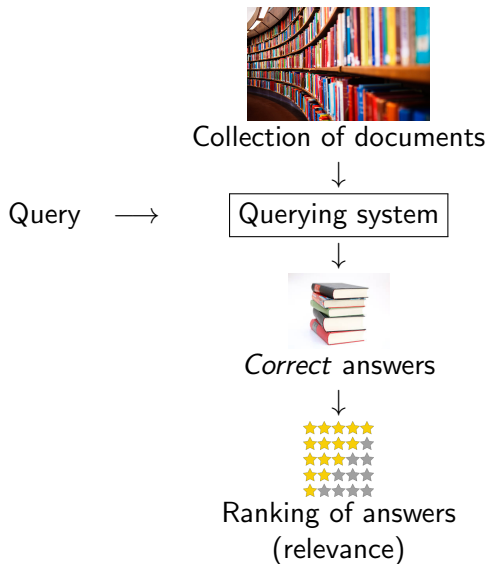 Collection of documents
Query
Querying system
Correct answers
Ranking of answers
(relevance)